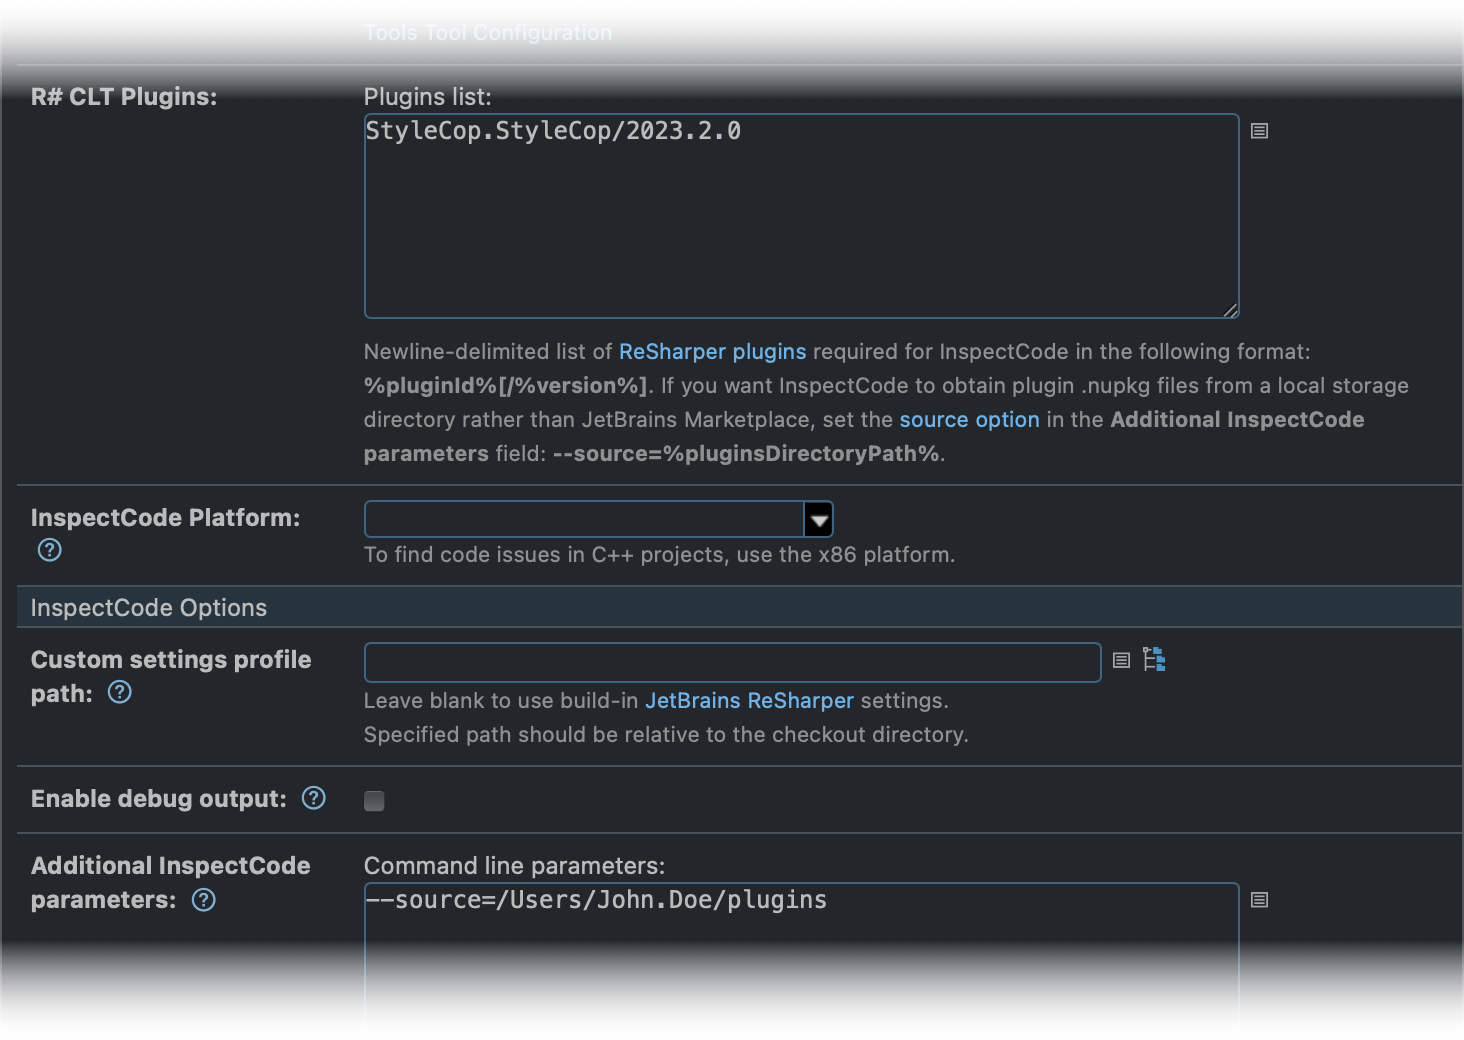 Tools Tool Configuration
R# CLT Plugins:
Plugins list:
StyleCop.StyleCop/2023.2.0
Newline-delimited list of ReSharper plugins required for InspectCode in the following format:
%pluginId%[/%version%]. If you want InspectCode to obtain plugin .nupkg files from a local storage
directory rather than JetBrains Marketplace, set the source option in the Additional InspectCode
parameters field: --source=%pluginsDirectoryPath%.
InspectCode Platform:
To find code issues in C++ projects, use the x86 platform.
InspectCode Options
Custom settings profile
path:
Leave blank to use build-in JetBrains ReSharper settings.
Specified path should be relative to the checkout directory.
Enable debug output:
Additional InspectCode
parameters:
Command line parameters:
--source=/Users/John.Doe/plugins